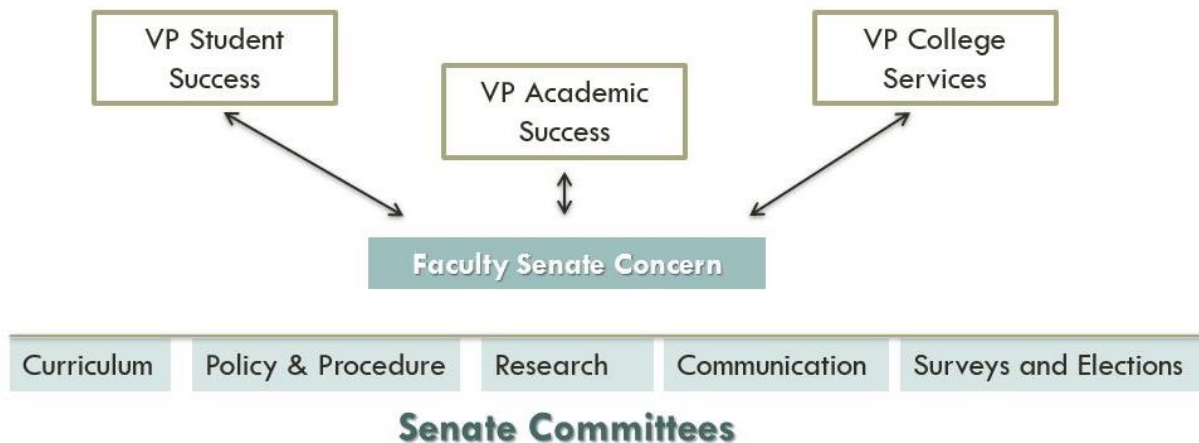 VP Student
Success
VP Academic
Success
VP College
Services
Faculty Senate Concern
Curriculum
Policy & Procedure
Research
Communication
Surveys and Elections
Senate Committees